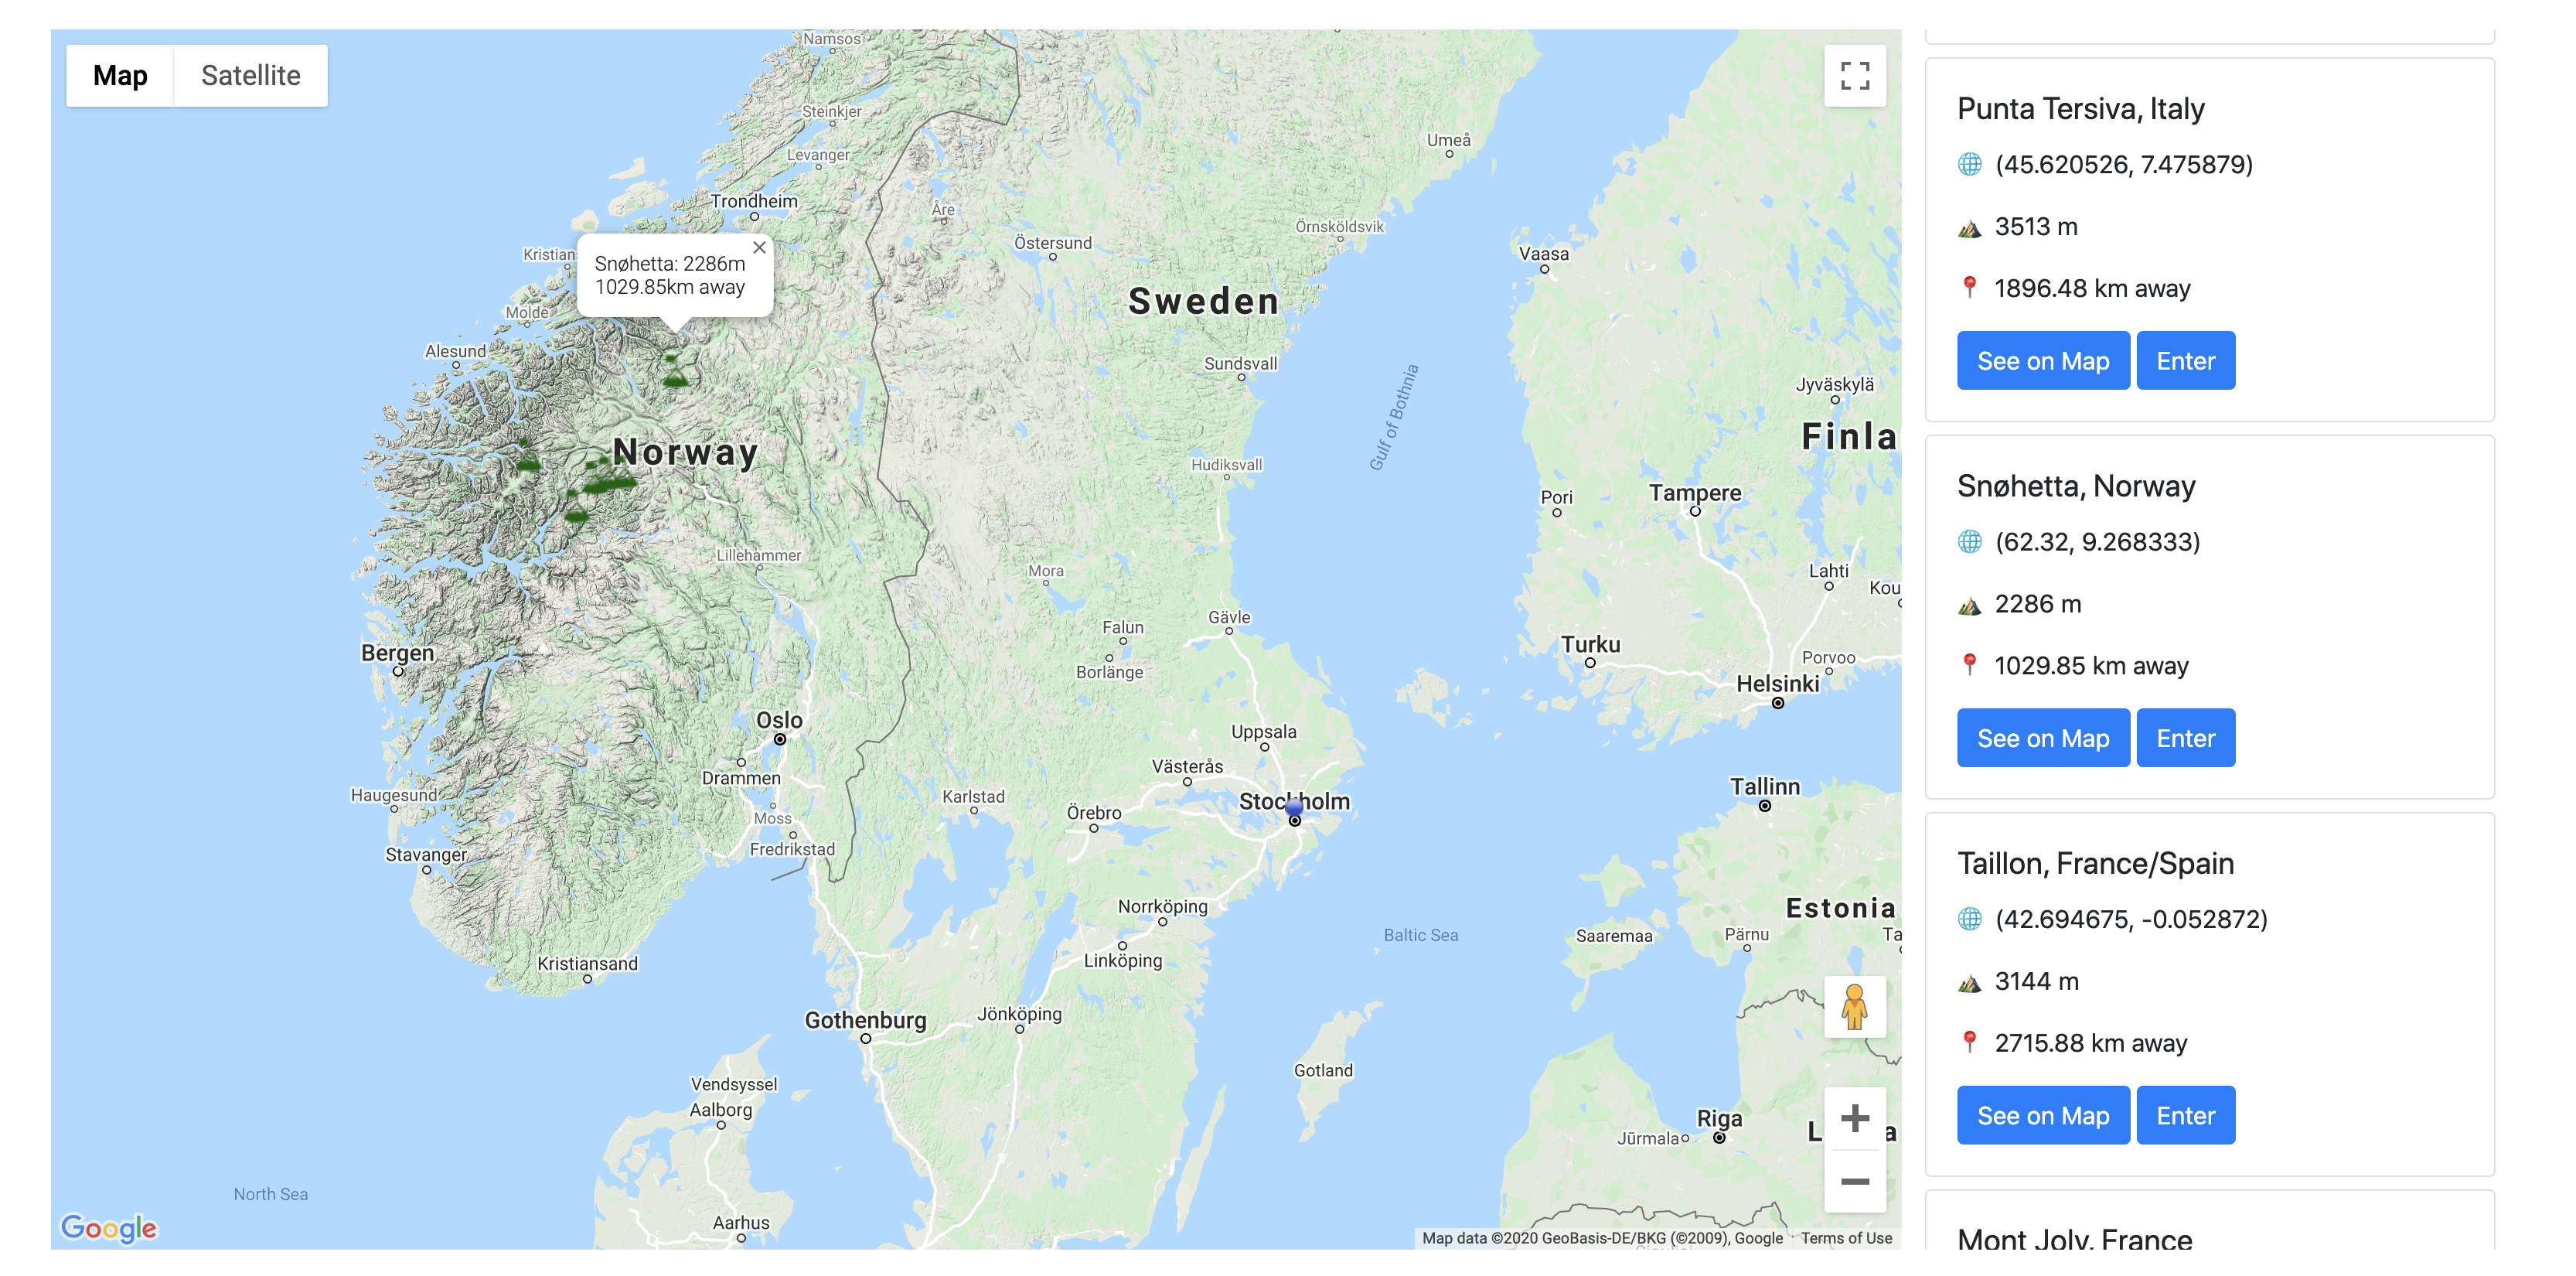 Map
Satellite
Namsos
Steinkjer
Levanger
Trondheim
Åre
Östersund
Umeå
Örnsköldsvik
Kristian
Snøhetta: 2286m
1029.85km away
Vaasa
Sweden
Molde
Alesund
Sundsvall
Gulf of Bothnia
Jyväskylä
Finla
Norway
Hudiksvall
Pori
Tampere
Lillehammer
Mora
Lahti
Kou
Gävle
Falun
Borlänge
Bergen
Turku
Porvoo
Helsinki
Oslo
Uppsala
Drammen
Västerås
Tallinn
Haugesund
Karlstad
Stockholm
Örebro
Moss
Fredrikstad
Stavanger
Norrköping
Estonia
Baltic Sea
Saaremaa
Pärnu
Ta
Linköping
Kristiansand
Gothenburg
Jönköping
Gotland
Vendsyssel
Aalborg
Riga
Jūrmala
L
a
North Sea
Aarhus
Google
Map data ©2020 GeoBasis-DE/BKG (©2009), Google
Terms of Use
Punta Tersiva, Italy
(45.620526, 7.475879)
3513 m
1896.48 km away
See on Map
Enter
Snøhetta, Norway
(62.32, 9.268333)
2286 m
1029.85 km away
See on Map
Enter
Taillon, France/Spain
(42.694675, -0.052872)
3144 m
2715.88 km away
See on Map
Enter
Mont Joly, France